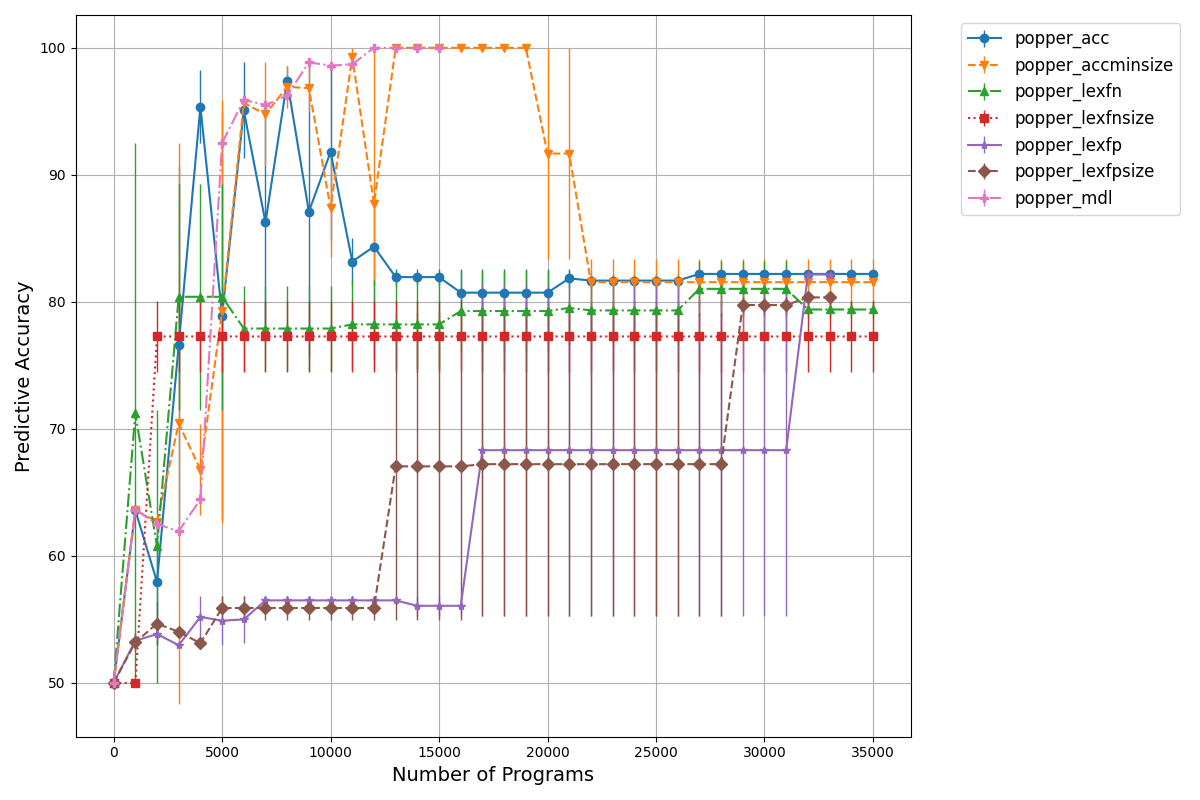 100
90
80
70
60
50
Predictive Accuracy
0
5000
10000
15000
20000
25000
30000
35000
Number of Programs
popper_acc
popper_accminsize
popper_lexfn
popper_lexfnsize
popper_lexfp
popper_lexfpsize
popper_mdl